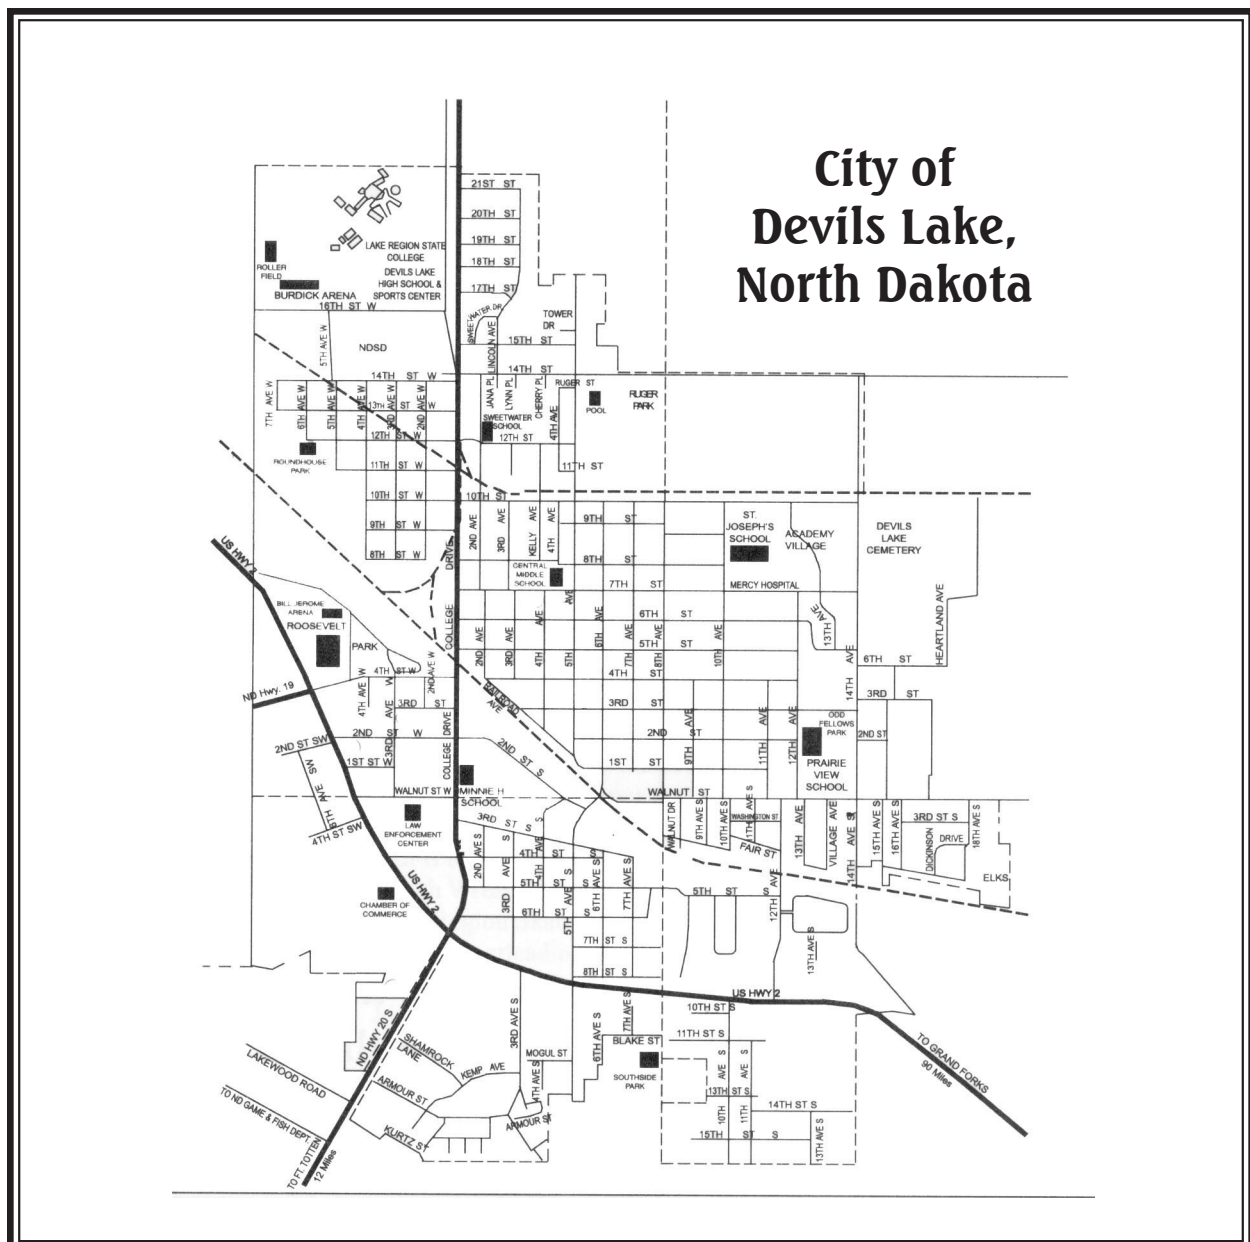 City of
Devils Lake,
North Dakota
21ST ST
20TH ST
19TH ST
18TH ST
17TH ST
LAKE REGION STATE
COLLEGE
DEVILS LAKE
HIGH SCHOOL &
SPORTS CENTER
ROLLER
FIELD
BURDICK ARENA
16TH ST W
SWEETWATER DR
LINCOLN AVE
TOWER
DR
15TH ST
5TH AVE W
NDSD
14TH ST W
14TH ST
JANA PL
LYNN PL
CHERRY PL
RUGER ST
POOL
RUGER
PARK
7TH AVE W
6TH AVE W
5TH AVE W
4TH AVE W
3RD AVE W
2ND AVE W
13TH ST W
SWEETWATER
SCHOOL
4TH AVE
12TH ST W
12TH ST
ROUNDHOUSE
PARK
11TH ST W
11TH ST
10TH ST W
10TH ST
9TH ST W
8TH ST W
2ND AVE
3RD AVE
KELLY AVE
4TH AVE
9TH ST
8TH ST
ST.
JOSEPH'S
SCHOOL
ACADEMY
VILLAGE
DEVILS
LAKE
CEMETERY
US HWY 2
COLLEGE DRIVE
CENTRAL
MIDDLE
SCHOOL
7TH ST
MERCY HOSPITAL
BILL JEROME
ARENA
ROOSEVELT
PARK
2ND AVE
3RD AVE
4TH AVE
5TH AVE
6TH AVE
7TH AVE
8TH AVE
10TH AVE
6TH ST
5TH ST
4TH ST
13TH AVE
14TH AVE
HEARTLAND AVE
6TH ST
3RD ST
4TH ST W
2ND AVE W
ND Hwy. 19
4TH AVE W
3RD AVE W
3RD ST
RAILROAD
AVE
3RD ST
2ND ST
9TH AVE
11TH AVE
12TH AVE
ODD
FELLOWS
PARK
2ND ST
2ND ST SW
2ND ST W
COLLEGE DRIVE
2ND ST S
1ST ST
PRAIRIE
VIEW
SCHOOL
8TH AVE SW
1ST ST W
WALNUT ST W
MINNIE H
SCHOOL
WALNUT ST
4TH ST SW
LAW
ENFORCEMENT
CENTER
3RD ST S
WALNUT DR
9TH AVE S
10TH AVE S
11TH AVE S
WASHINGTON ST
FAIR ST
13TH AVE
VILLAGE AVE
14TH AVE S
15TH AVE S
16TH AVE S
3RD ST S
DICKINSON
DRIVE
18TH AVE S
ELKS
2ND AVE S
3RD AVE S
4TH AVE
4TH ST S
5TH ST S
6TH ST S
5TH AVE S
6TH AVE S
7TH AVE S
5TH ST S
12TH AVE
13TH AVE S
US HWY 2
CHAMBER OF
COMMERCE
7TH ST S
8TH ST S
US HWY 2
ND HWY 20 S
3RD AVE S
6TH AVE S
7TH AVE S
10TH ST S
11TH ST S
BLAKE ST
SOUTHSIDE
PARK
MOGUL ST
4TH AVE S
SHAMROCK
LANE
KEMP AVE
ARMOUR ST
ARMOUR ST
KURTZ ST
LAKEWOOD ROAD
TO ND GAME & FISH DEPT.
TO FT. TOTTEN
12 Miles
10TH AVE S
11TH AVE S
13TH ST S
14TH ST S
15TH ST S
13TH AVE S
TO GRAND FORKS
90 Miles